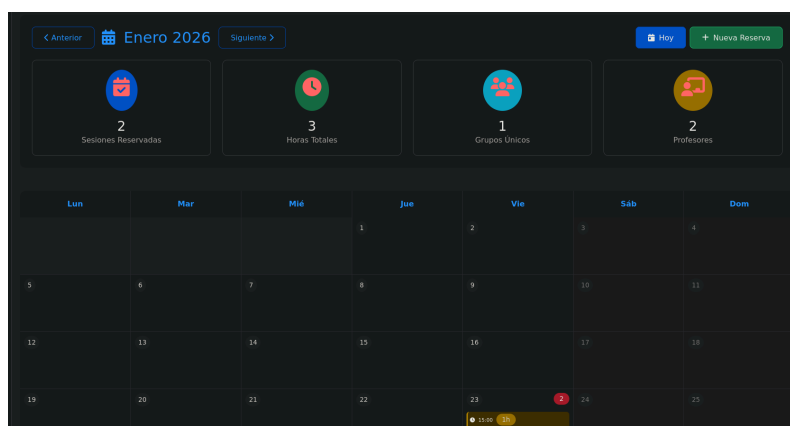 Anterior Enero 2026 Siguiente Hoy + Nueva Reserva
2 3 1 2
Sesiones Reservadas Horas Totales Grupos Únicos Profesores
Lun Mar Mié Jue Vie Sáb Dom
1 2 3 4
5 6 7 8 9 10 11
12 13 14 15 16 17 18
19 20 21 22 23 2 24 25
15:00 1h